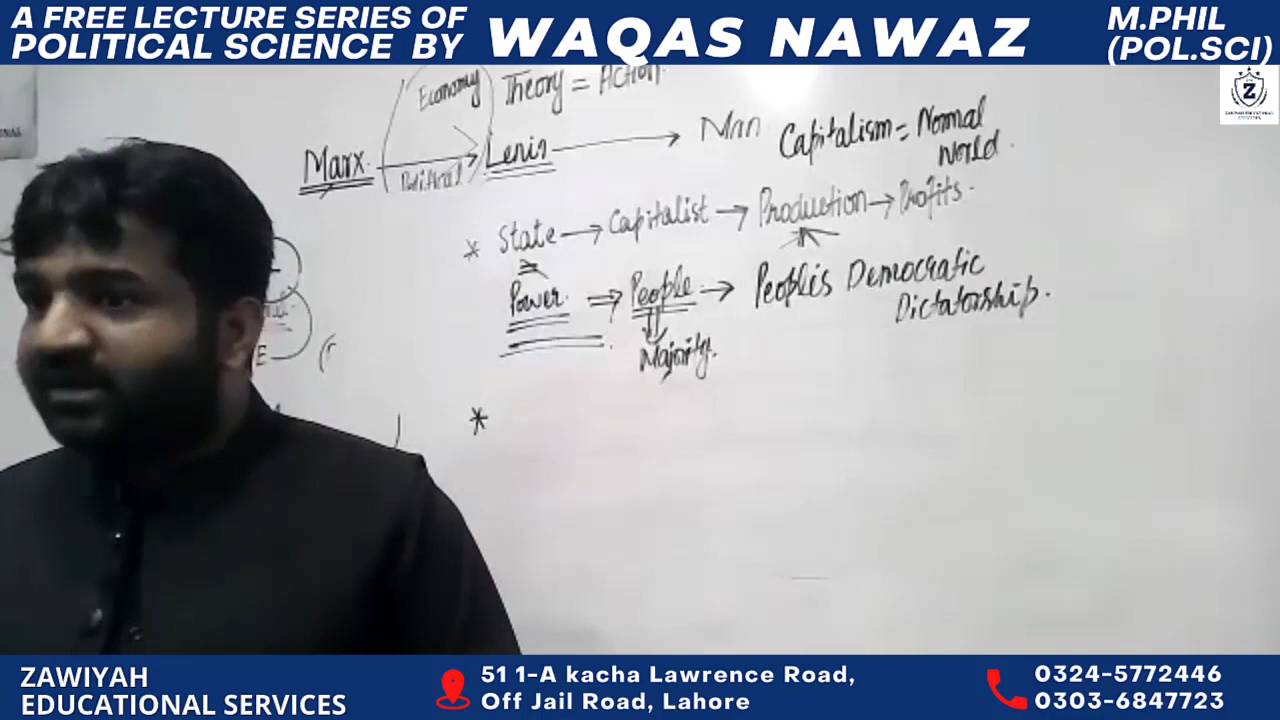 A FREE LECTURE SERIES OF
POLITICAL SCIENCE BY
WAQAS NAWAZ
M.PHIL
(POL.SCI)
Z
Economy
Theory = Action
Marx
Political
Lenin
Capitalism = Normal
World.
* State → Capitalist → Production → Profits.
Power. ⇒ People → People's Democratic
Dictatorship.
Majority.
*
ZAWIYAH
EDUCATIONAL SERVICES
51 1-A kacha Lawrence Road,
Off Jail Road, Lahore
0324-5772446
0303-6847723